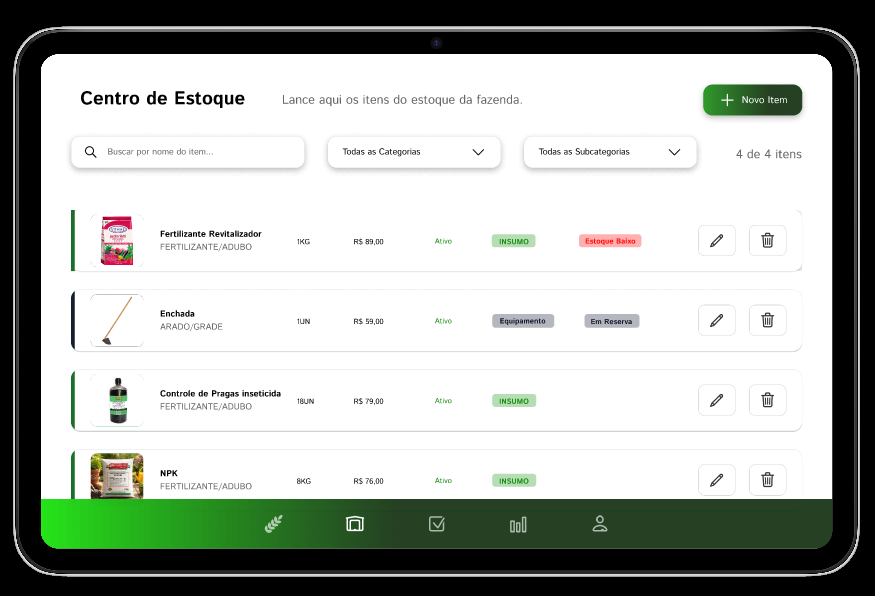 Centro de Estoque
Lance aqui os itens do estoque da fazenda.
Novo Item
Buscar por nome do item...
Todas as Categorias
Todas as Subcategorias
4 de 4 itens
Fertilizante Revitalizador
FERTILIZANTE/ADUBO
1KG
R$ 89,00
Ativo
INSUMO
Estoque Baixo
Enchada
ARADO/GRADE
1UN
R$ 59,00
Ativo
Equipamento
Em Reserva
Controle de Pragas inseticida
FERTILIZANTE/ADUBO
18UN
R$ 79,00
Ativo
INSUMO
NPK
FERTILIZANTE/ADUBO
8KG
R$ 76,00
Ativo
INSUMO